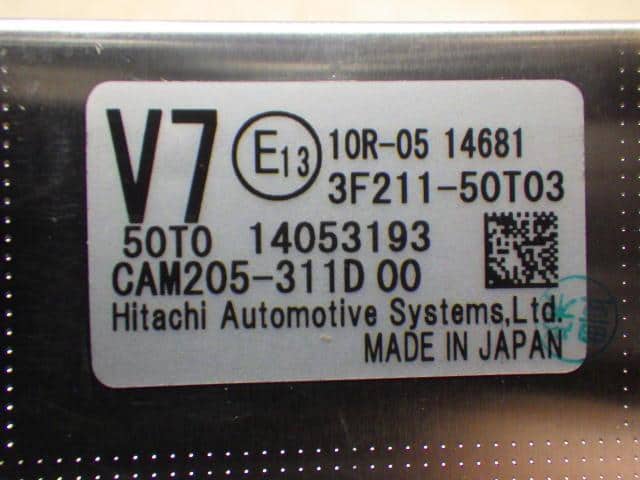 V7 E13 10R-05 14681
3F211-50T03
50T0 14053193
CAM205-311D 00
Hitachi Automotive Systems,Ltd.
MADE IN JAPAN